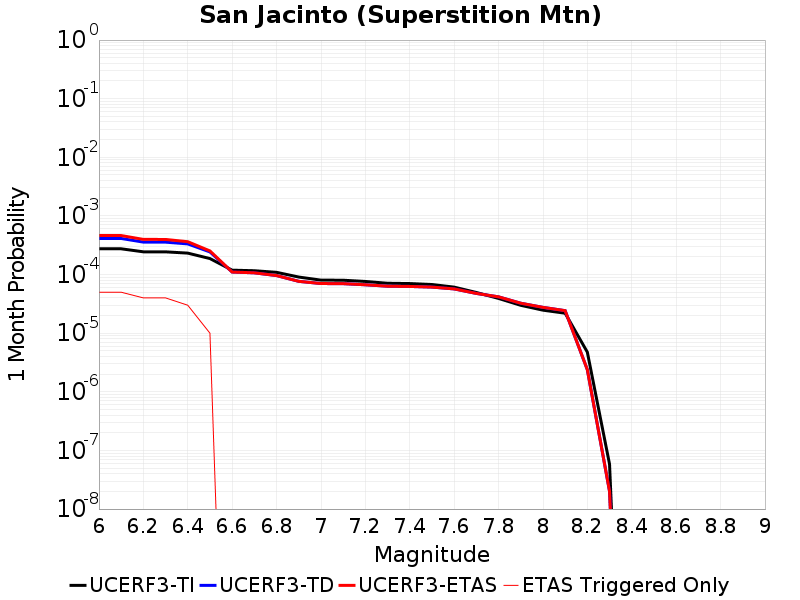 San Jacinto (Superstition Mtn)
1 Month Probability
10^0
10^-1
10^-2
10^-3
10^-4
10^-5
10^-6
10^-7
10^-8
6 6.2 6.4 6.6 6.8 7 7.2 7.4 7.6 7.8 8 8.2 8.4 8.6 8.8 9
Magnitude
UCERF3-TI UCERF3-TD UCERF3-ETAS ETAS Triggered Only